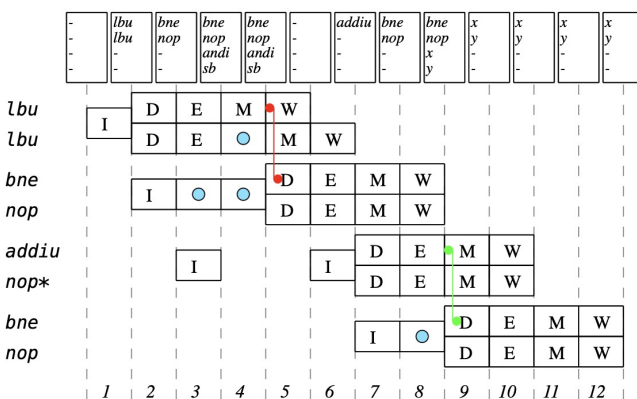 - lbu bne bne bne - addiu bne bne x x x x
- lbu nop nop nop - - nop nop y y y y
- - - andi andi - - - x - - - -
- - - sb sb - - - y - - - -
lbu D E M W
I
lbu D E M W
bne D E M W
I
nop D E M W
addiu D E M W
I I
nop* D E M W
bne D E M W
I
nop D E M W
1 2 3 4 5 6 7 8 9 10 11 12